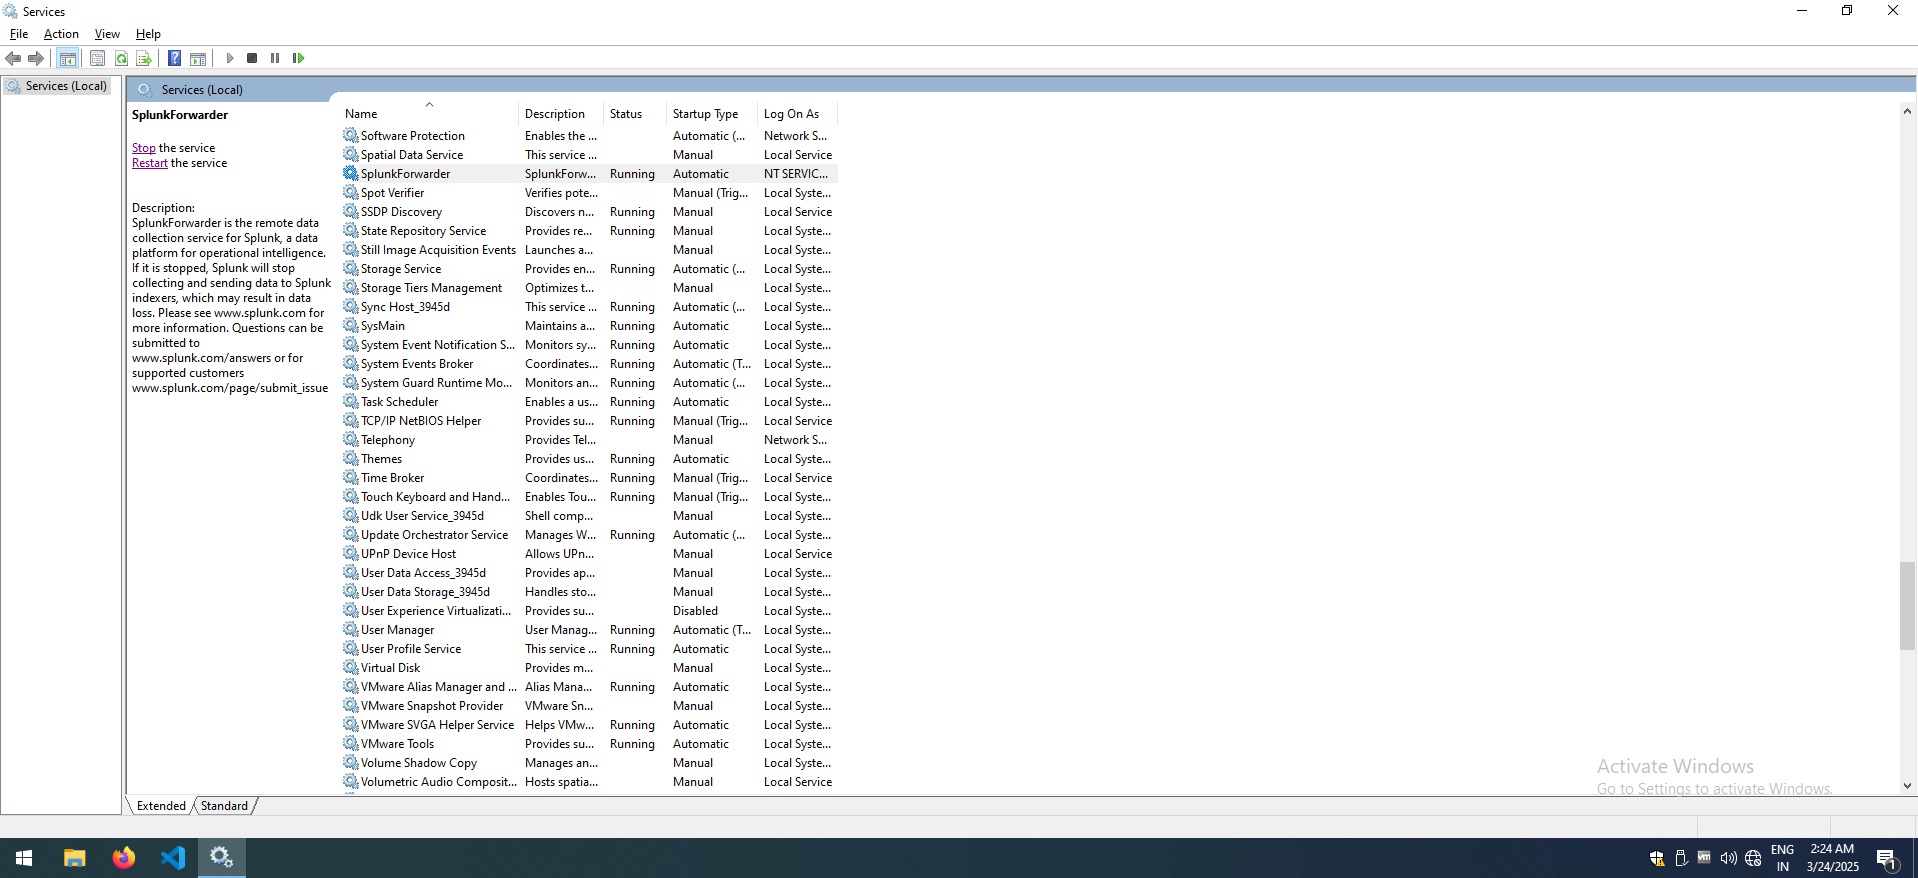 Services
File Action View Help
Services (Local)
Services (Local)
SplunkForwarder
Stop the service
Restart the service
Description:
SplunkForwarder is the remote data
collection service for Splunk, a data
platform for operational intelligence.
If it is stopped, Splunk will stop
collecting and sending data to Splunk
indexers, which may result in data
loss. Please see www.splunk.com for
more information. Questions can be
submitted to
www.splunk.com/answers or for
supported customers
www.splunk.com/page/submit_issue
Name Description Status Startup Type Log On As
Software Protection Enables the ... Automatic (... Network S...
Spatial Data Service This service ... Manual Local Service
SplunkForwarder SplunkForw... Running Automatic NT SERVIC...
Spot Verifier Verifies pote... Manual (Trig... Local Syste...
SSDP Discovery Discovers n... Running Manual Local Service
State Repository Service Provides re... Running Manual Local Syste...
Still Image Acquisition Events Launches a... Manual Local Syste...
Storage Service Provides en... Running Automatic (... Local Syste...
Storage Tiers Management Optimizes t... Manual Local Syste...
Sync Host_3945d This service ... Running Automatic (... Local Syste...
SysMain Maintains a... Running Automatic Local Syste...
System Event Notification S... Monitors sy... Running Automatic Local Syste...
System Events Broker Coordinates... Running Automatic (T... Local Syste...
System Guard Runtime Mo... Monitors an... Running Automatic (... Local Syste...
Task Scheduler Enables a us... Running Automatic Local Syste...
TCP/IP NetBIOS Helper Provides su... Running Manual (Trig... Local Service
Telephony Provides Tel... Manual Network S...
Themes Provides us... Running Automatic Local Syste...
Time Broker Coordinates... Running Manual (Trig... Local Service
Touch Keyboard and Hand... Enables Tou... Running Manual (Trig... Local Syste...
Udk User Service_3945d Shell comp... Manual Local Syste...
Update Orchestrator Service Manages W... Running Automatic (... Local Syste...
UPnP Device Host Allows UPn... Manual Local Service
User Data Access_3945d Provides ap... Manual Local Syste...
User Data Storage_3945d Handles sto... Manual Local Syste...
User Experience Virtualizati... Provides su... Disabled Local Syste...
User Manager User Manag... Running Automatic (T... Local Syste...
User Profile Service This service ... Running Automatic Local Syste...
Virtual Disk Provides m... Manual Local Syste...
VMware Alias Manager and ... Alias Mana... Running Automatic Local Syste...
VMware Snapshot Provider VMware Sn... Manual Local Syste...
VMware SVGA Helper Service Helps VMw... Running Automatic Local Syste...
VMware Tools Provides su... Running Automatic Local Syste...
Volume Shadow Copy Manages an... Manual Local Syste...
Volumetric Audio Composit... Hosts spatia... Manual Local Service
Activate Windows
Go to Settings to activate Windows.
Extended Standard
vm
ENG
IN
2:24 AM
3/24/2025
1